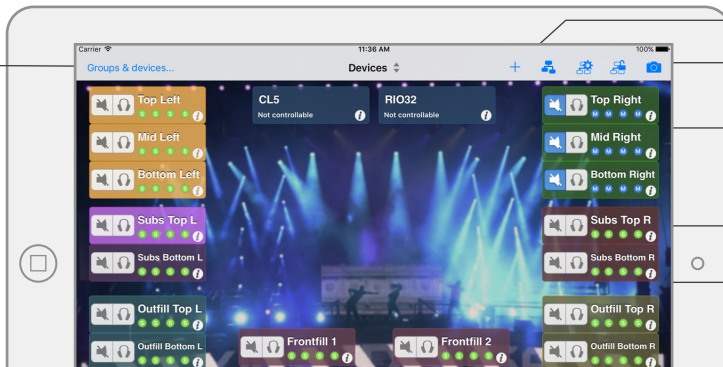 Carrier
11:36 AM
100%
Groups & devices...
Devices
Top Left
S S S S i
CL5
Not controllable i
RIO32
Not controllable i
Top Right
M M M M i
Mid Left
S S S S i
Mid Right
M M M M i
Bottom Left
S S S S i
Bottom Right
M M M M i
Subs Top L
S S S S i
Subs Top R
S S S S i
Subs Bottom L
S S S S i
Subs Bottom R
S S S S i
Outfill Top L
S S S S i
Outfill Top R
S S S S i
Outfill Bottom L
S S S S i
Frontfill 1
S S S S i
Frontfill 2
S S S S i
Outfill Bottom R
S S S S i